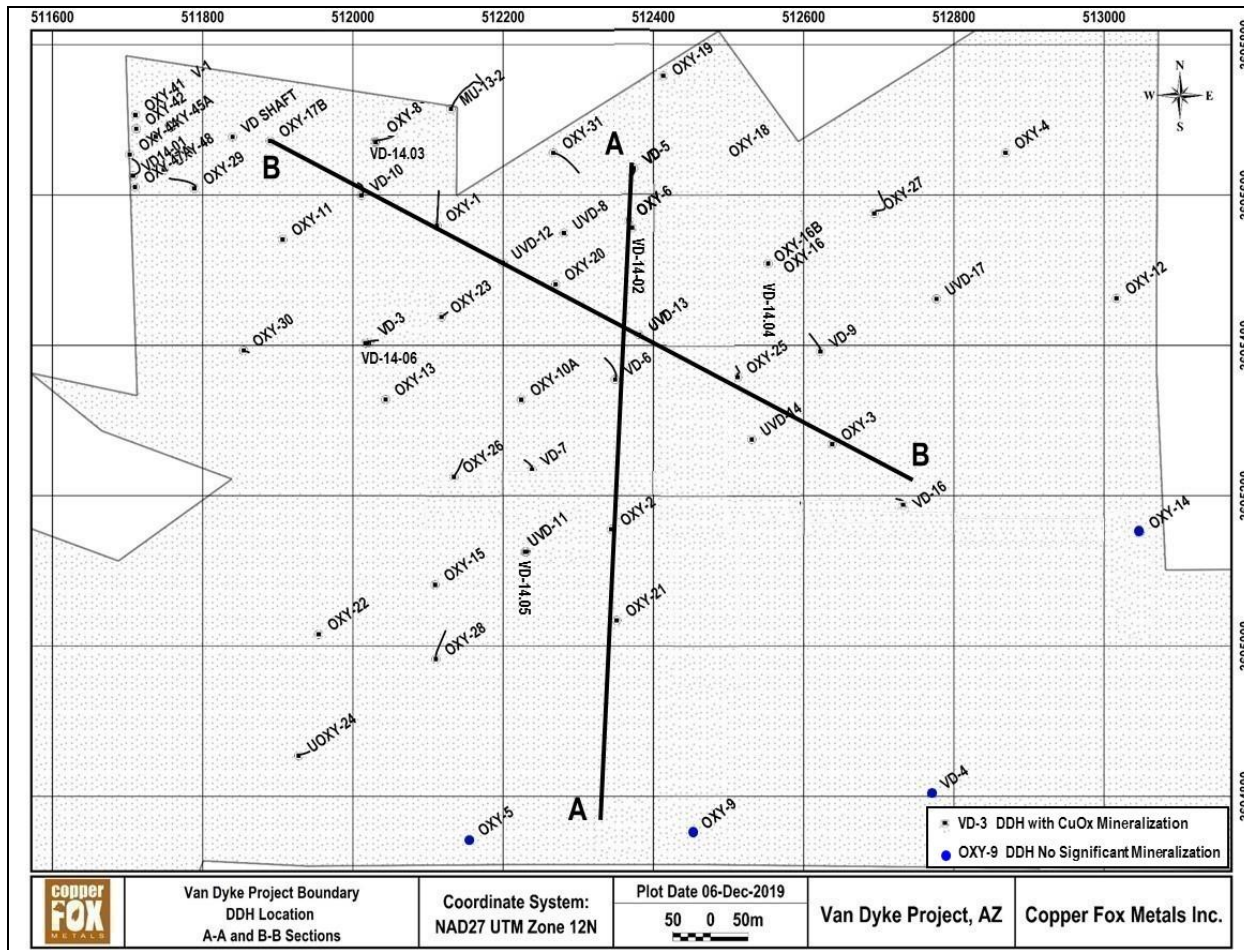 511600 511800 512000 512200 512400 512600 512800 513000
OXY-19
V-1
OXY-41
MU-13-2
OXY-42
OXY-45A
OXY-8
VD SHAFT
OXY-17B
OXY-31
A
OXY-18
OXY-4
VD14-01
OXY-48
VD-14.03
VD-5
B
OXY-29
VD-10
OXY-6
OXY-27
OXY-11
OXY-1
UVD-8
UVD-12
VD-14-02
OXY-16B
OXY-16
OXY-20
UVD-17
OXY-12
OXY-23
VD-14.04
UVD-13
OXY-30
VD-3
VD-14-06
VD-6
OXY-25
VD-9
OXY-13
OXY-10A
UVD-14
OXY-3
OXY-26
VD-7
B
VD-16
OXY-2
OXY-14
UVD-11
OXY-15
VD-14.05
OXY-21
OXY-22
OXY-28
UOXY-24
A
OXY-5
OXY-9
VD-4
N
W E
S
VD-3 DDH with CuOx Mineralization
OXY-9 DDH No Significant Mineralization
copper
FOX
METALS
Van Dyke Project Boundary
DDH Location
A-A and B-B Sections
Coordinate System:
NAD27 UTM Zone 12N
Plot Date 06-Dec-2019
50 0 50m
Van Dyke Project, AZ
Copper Fox Metals Inc.